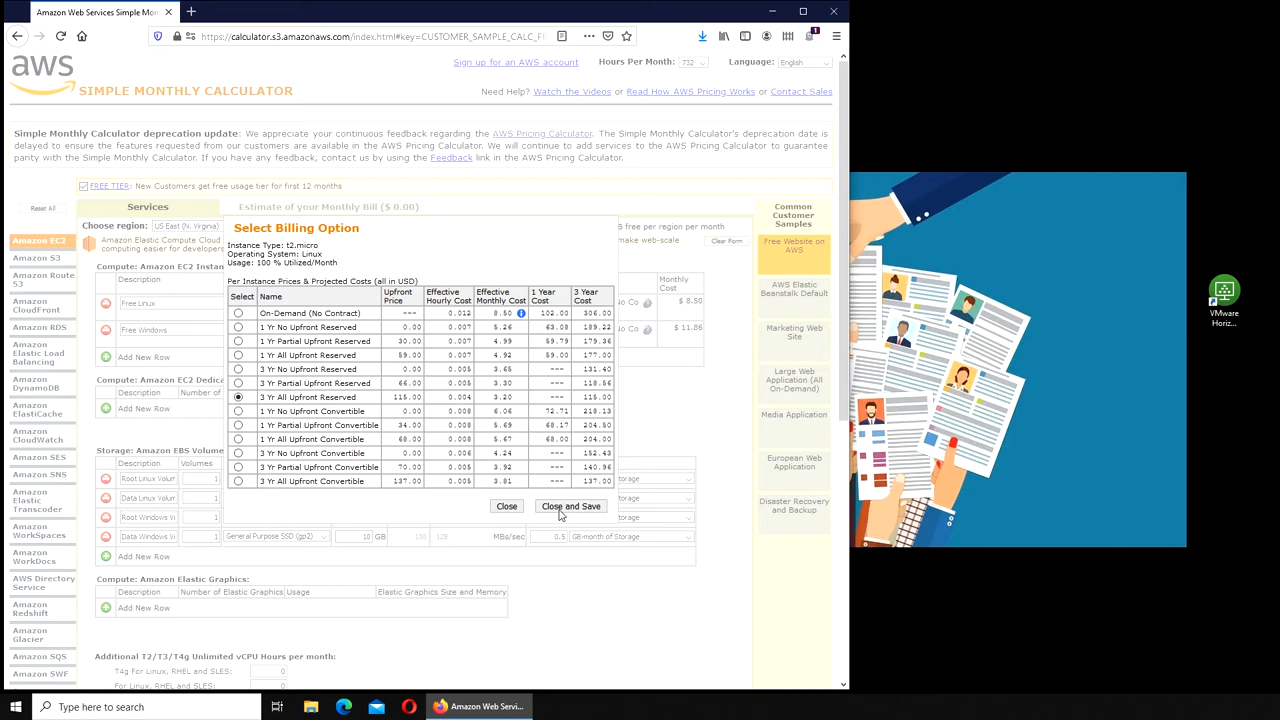 Amazon Web Services Simple Mon
https://calculator.s3.amazonaws.com/index.html#key=CUSTOMER_SAMPLE_CALC_F
1
aws
SIMPLE MONTHLY CALCULATOR
Sign up for an AWS account
Hours Per Month: 732
Language: English
Need Help? Watch the Videos or Read How AWS Pricing Works or Contact Sales
Simple Monthly Calculator deprecation update: We appreciate your continuous feedback regarding the AWS Pricing Calculator. The Simple Monthly Calculator's deprecation date is
delayed to ensure the features requested from our customers are available in the AWS Pricing Calculator. We will continue to add services to the AWS Pricing Calculator to guarantee
parity with the Simple Monthly Calculator. If you have any feedback, contact us by using the Feedback link in the AWS Pricing Calculator.
FREE TIER: New Customers get free usage tier for first 12 months
Reset All
Services
Estimate of your Monthly Bill ($ 0.00)
Choose region: US East (N. Virginia)
B free per region per month
Amazon Elastic Compute Cloud
computing easier for developers
make web-scale
Clear Form
Amazon EC2
Amazon S3
Amazon Route
53
Amazon
CloudFront
Amazon RDS
Amazon
Elastic Load
Balancing
Amazon
DynamoDB
Amazon
ElastiCache
Amazon
CloudWatch
Amazon SES
Amazon SNS
Amazon
Elastic
Transcoder
Amazon
WorkSpaces
Amazon
WorkDocs
AWS Directory
Service
Amazon
Redshift
Amazon
Glacier
Amazon SQS
Amazon SWF
Compute: Amazon EC2 Instan
Description
Free Linux
Free Windows
Add New Row
Monthly
Cost
No Co $ 8.50
No Co $ 11.86
Compute: Amazon EC2 Dedica
Description Number of
Add New Row
Storage: Amazon EBS Volume
Description Volumes
Root Linux Volum 1 torage
Data Linux Volum 1 torage
Root Windows V 1 torage
Data Windows V 1 General Purpose SSD (gp2) 10 GB 100 128 MBs/sec 0.5 GB-month of Storage
Add New Row
Compute: Amazon Elastic Graphics:
Description Number of Elastic Graphics Usage Elastic Graphics Size and Memory
Add New Row
Additional T2/T3/T4g Unlimited vCPU Hours per month:
T4g For Linux, RHEL and SLES: 0
For Linux, RHEL and SLES: 0
Select Billing Option
Instance Type: t2.micro
Operating System: Linux
Usage: 100 % Utilized/Month
Per Instance Prices & Projected Costs (all in USD)
Select Name Upfront Price Effective Hourly Cost Effective Monthly Cost 1 Year Cost 3 Year Cost
On-Demand (No Contract) --- 0.012 8.50 102.00 306.00
1 Yr No Upfront Reserved 0.00 0.007 5.26 63.08 189.22
1 Yr Partial Upfront Reserved 30.00 0.007 4.99 59.79 179.36
1 Yr All Upfront Reserved 59.00 0.007 4.92 59.00 177.00
3 Yr No Upfront Reserved 0.00 0.005 3.65 --- 131.40
3 Yr Partial Upfront Reserved 66.00 0.005 3.30 --- 118.56
3 Yr All Upfront Reserved 115.00 0.004 3.20 --- 115.00
1 Yr No Upfront Convertible 0.00 0.008 6.06 72.71 218.13
1 Yr Partial Upfront Convertible 34.00 0.008 5.69 68.17 204.50
1 Yr All Upfront Convertible 68.00 0.008 5.67 68.00 204.00
3 Yr No Upfront Convertible 0.00 0.006 4.24 --- 152.43
3 Yr Partial Upfront Convertible 70.00 0.005 3.92 --- 140.96
3 Yr All Upfront Convertible 137.00 0.005 3.81 --- 137.00
Close
Close and Save
Common
Customer
Samples
Free Website on
AWS
AWS Elastic
Beanstalk Default
Marketing Web
Site
Large Web
Application (All
On-Demand)
Media Application
European Web
Application
Disaster Recovery
and Backup
VMware
Horiz...
Type here to search
Amazon Web Servi...